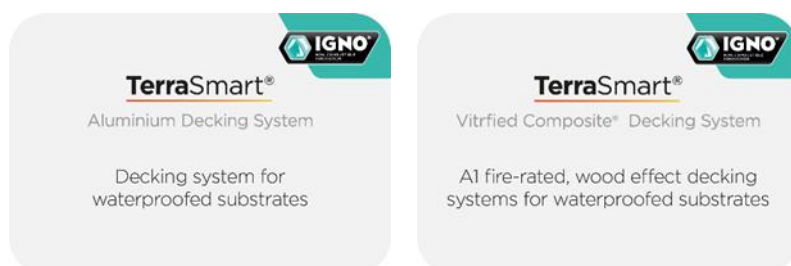 IGNO
TerraSmart®
Aluminium Decking System
Decking system for
waterproofed substrates
IGNO
TerraSmart®
Vitrfied Composite® Decking System
A1 fire-rated, wood effect decking
systems for waterproofed substrates